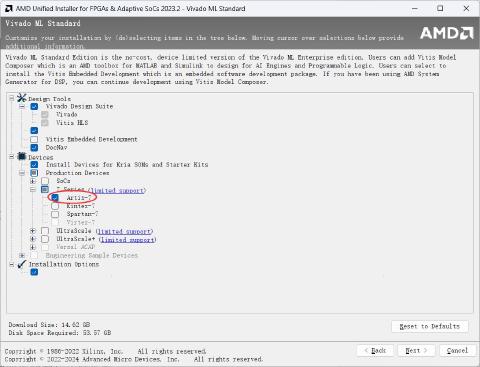 AMD Unified Installer for FPGAs & Adaptive SoCs 2023.2 - Vivado ML Standard
Vivado ML Standard
Customize your installation by (de)selecting items in the tree below. Moving cursor over selections below provide
additional information.
AMD
Vivado ML Standard Edition is the no-cost, device limited version of the Vivado ML Enterprise edition. Users can add Vitis Model
Composer which is an AMD toolbox for MATLAB and Simulink to design for AI Engines and Programmable Logic. Users can select to
install the Vitis Embedded Development which is an embedded software development package. If you have been using AMD System
Generator for DSP, you can continue development using Vitis Model Composer.
Design Tools
Vivado Design Suite
Vivado
Vitis HLS
Vitis Embedded Development
DocNav
Devices
Install Devices for Kria SOMs and Starter Kits
Production Devices
SoCs
7 Series (limited support)
Artix-7
Kintex-7
Spartan-7
Virtex-7
UltraScale (limited support)
UltraScale+ (limited support)
Versal ACAP
Engineering Sample Devices
Installation Options
Download Size: 14.02 GB
Disk Space Required: 53.57 GB
Reset to Defaults
Copyright © 1986-2022 Xilinx, Inc. All rights reserved.
Copyright © 2022-2024 Advanced Micro Devices, Inc. All rights reserved.
< Back
Next >
Cancel